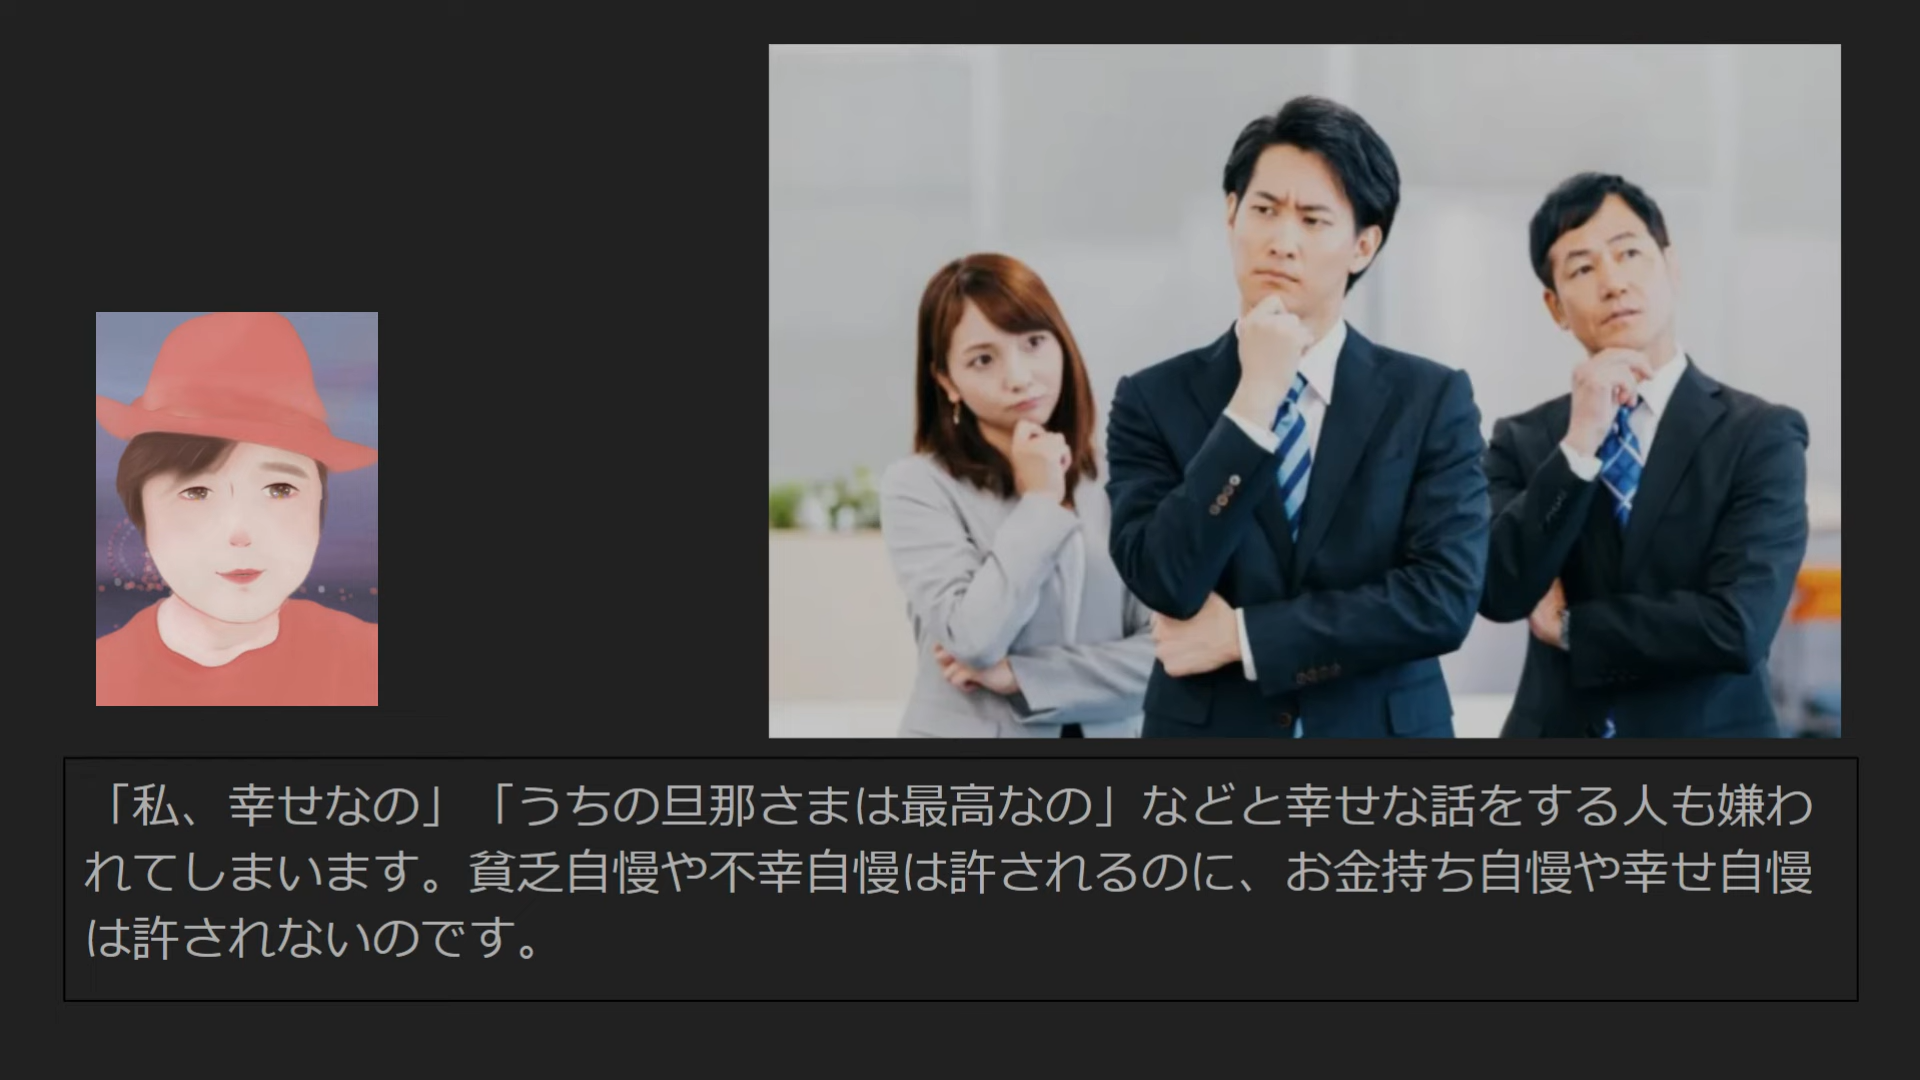 「私、幸せなの」「うちの旦那さまは最高なの」などと幸せな話をする人も嫌わ
れてしまいます。貧乏自慢や不幸自慢は許されるのに、お金持ち自慢や幸せ自慢
は許されないのです。